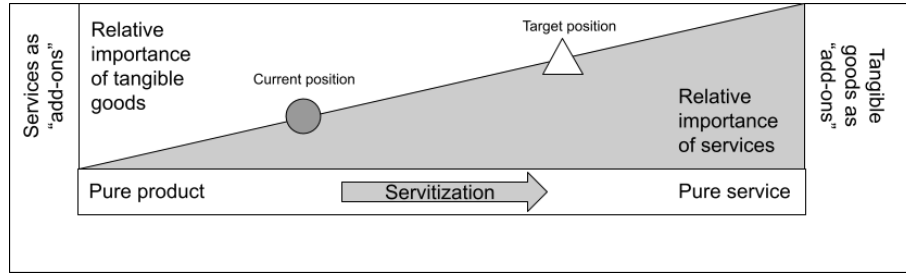 Services as
“add-ons”
Relative
importance
of tangible
goods
Current position
Target position
Relative
importance
of services
Tangible
goods as
“add-ons”
Pure product
Servitization
Pure service